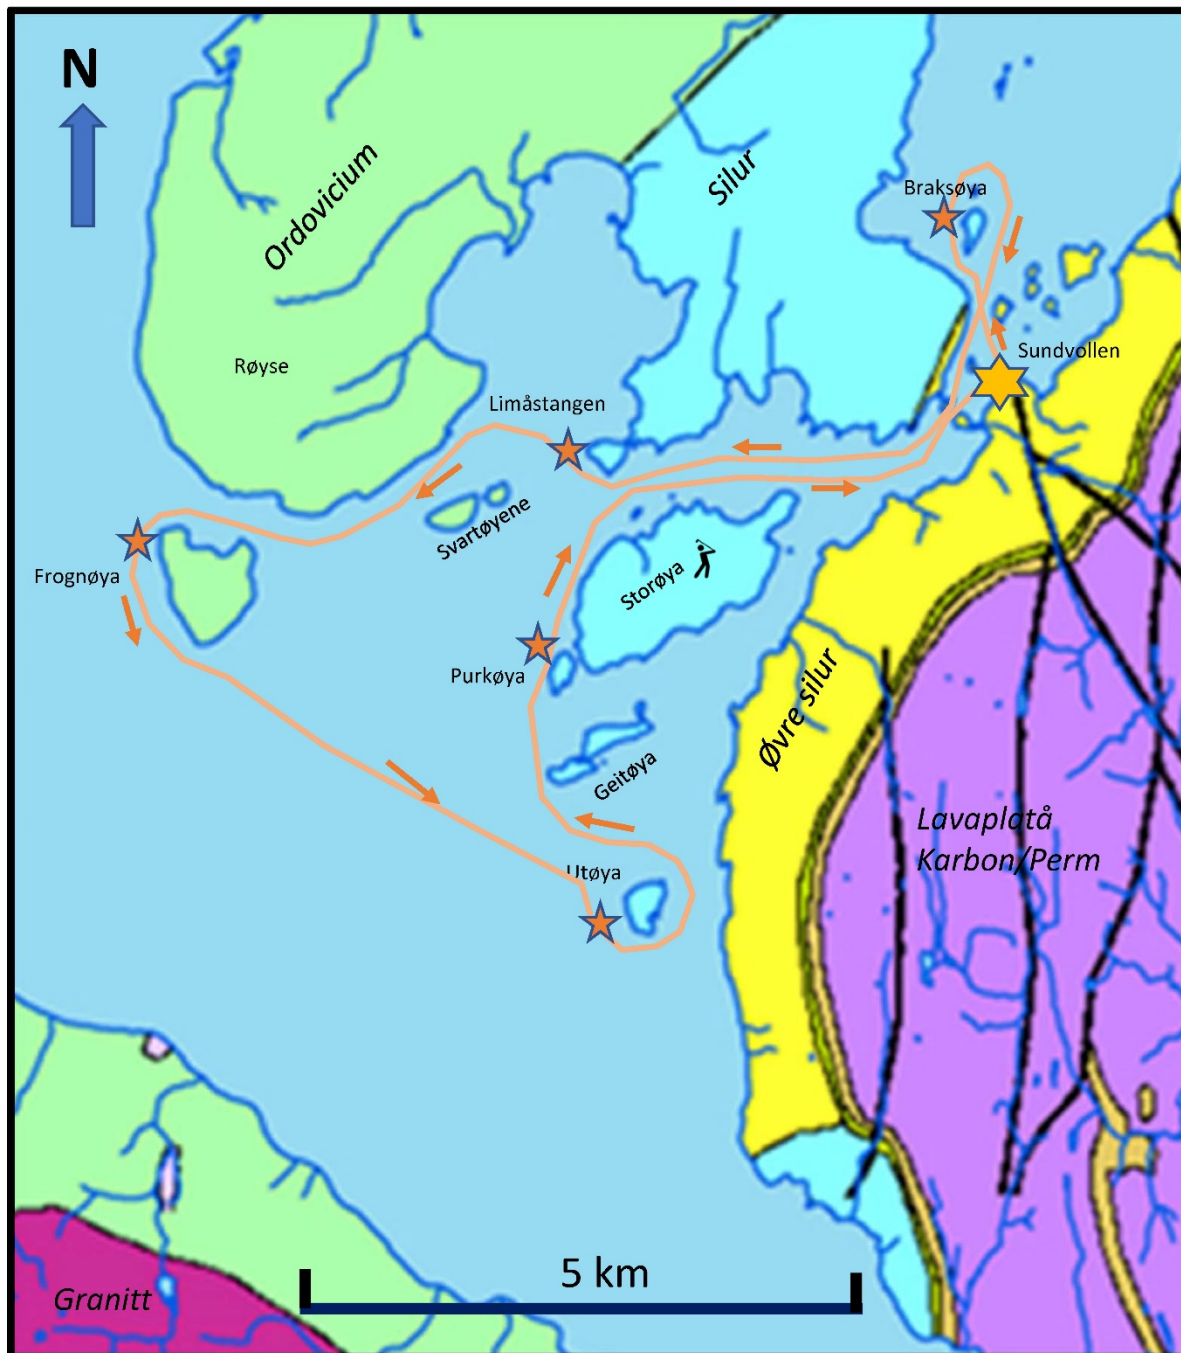 N
Braksøya
Silur
Ordovicium
Sundvollen
Røyse
Limåstangen
Svartøyene
Frognøya
Storøya
Purkøya
Øvre silur
Geitøya
Lavaplatå
Karbon/Perm
Utøya
5 km
Granitt